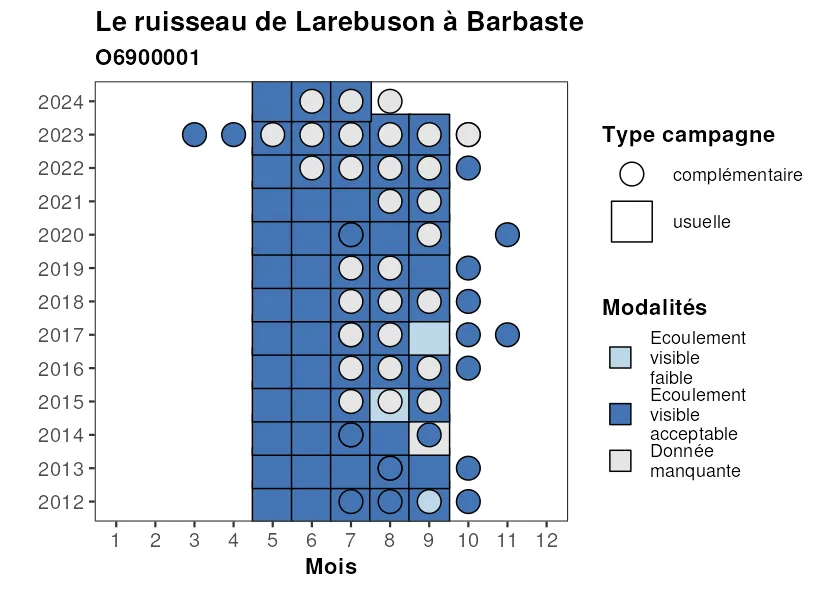 Le ruisseau de Larebuson à Barbaste
O6900001
2024
2023
2022
2021
2020
2019
2018
2017
2016
2015
2014
2013
2012
1 2 3 4 5 6 7 8 9 10 11 12
Mois
Type campagne
complémentaire
usuelle
Modalités
Ecoulement
visible
faible
Ecoulement
visible
acceptable
Donnée
manquante